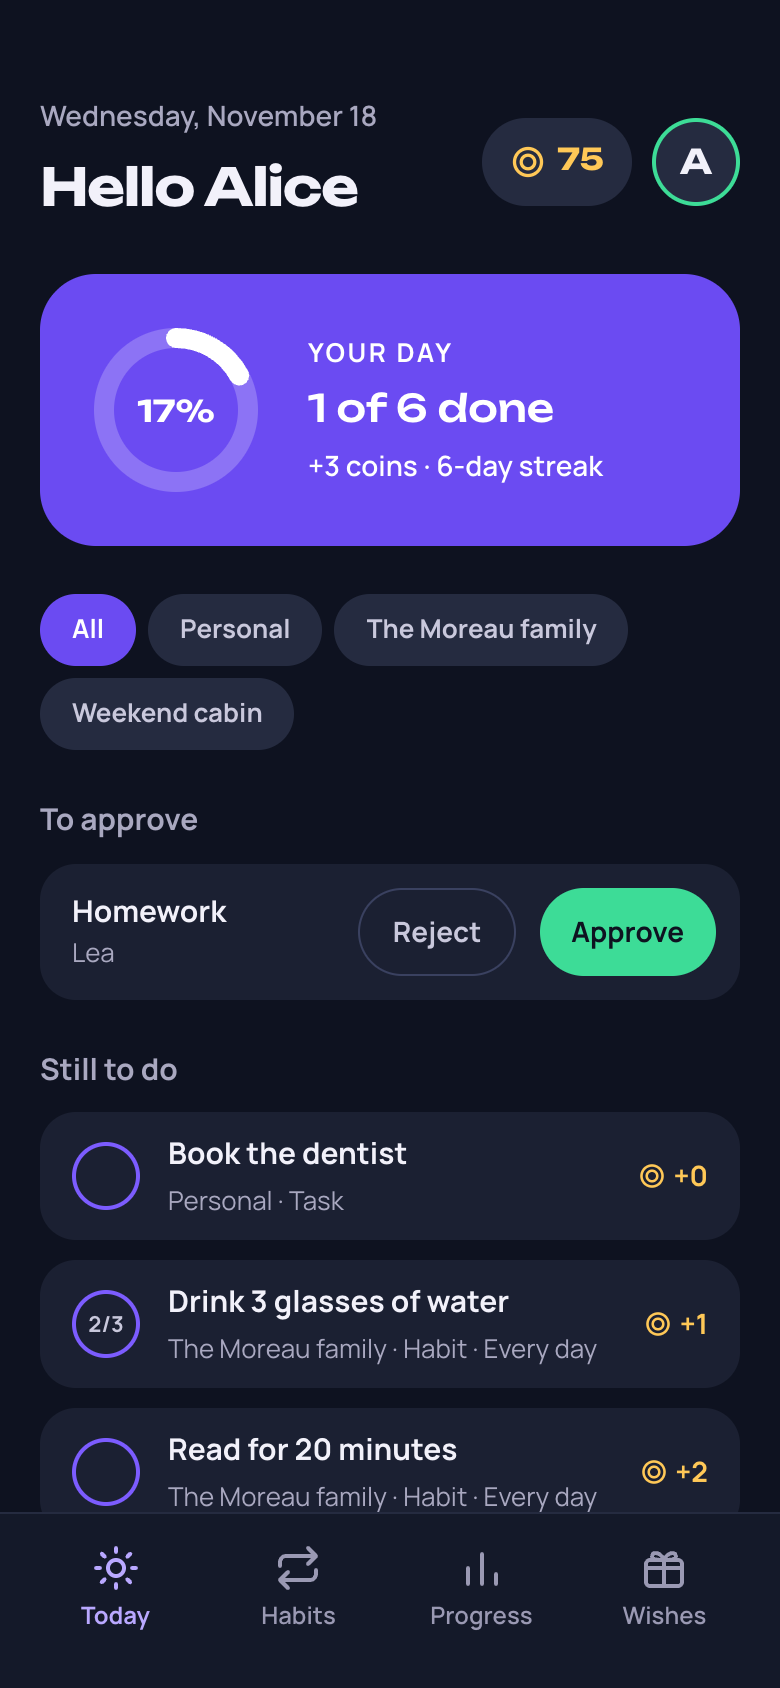 Wednesday, November 18
Hello Alice
75
A
17%
YOUR DAY
1 of 6 done
+3 coins · 6-day streak
All
Personal
The Moreau family
Weekend cabin
To approve
Homework
Lea
Reject
Approve
Still to do
Book the dentist
Personal · Task
+0
2/3
Drink 3 glasses of water
The Moreau family · Habit · Every day
+1
Read for 20 minutes
The Moreau family · Habit · Every day
+2
Today
Habits
Progress
Wishes